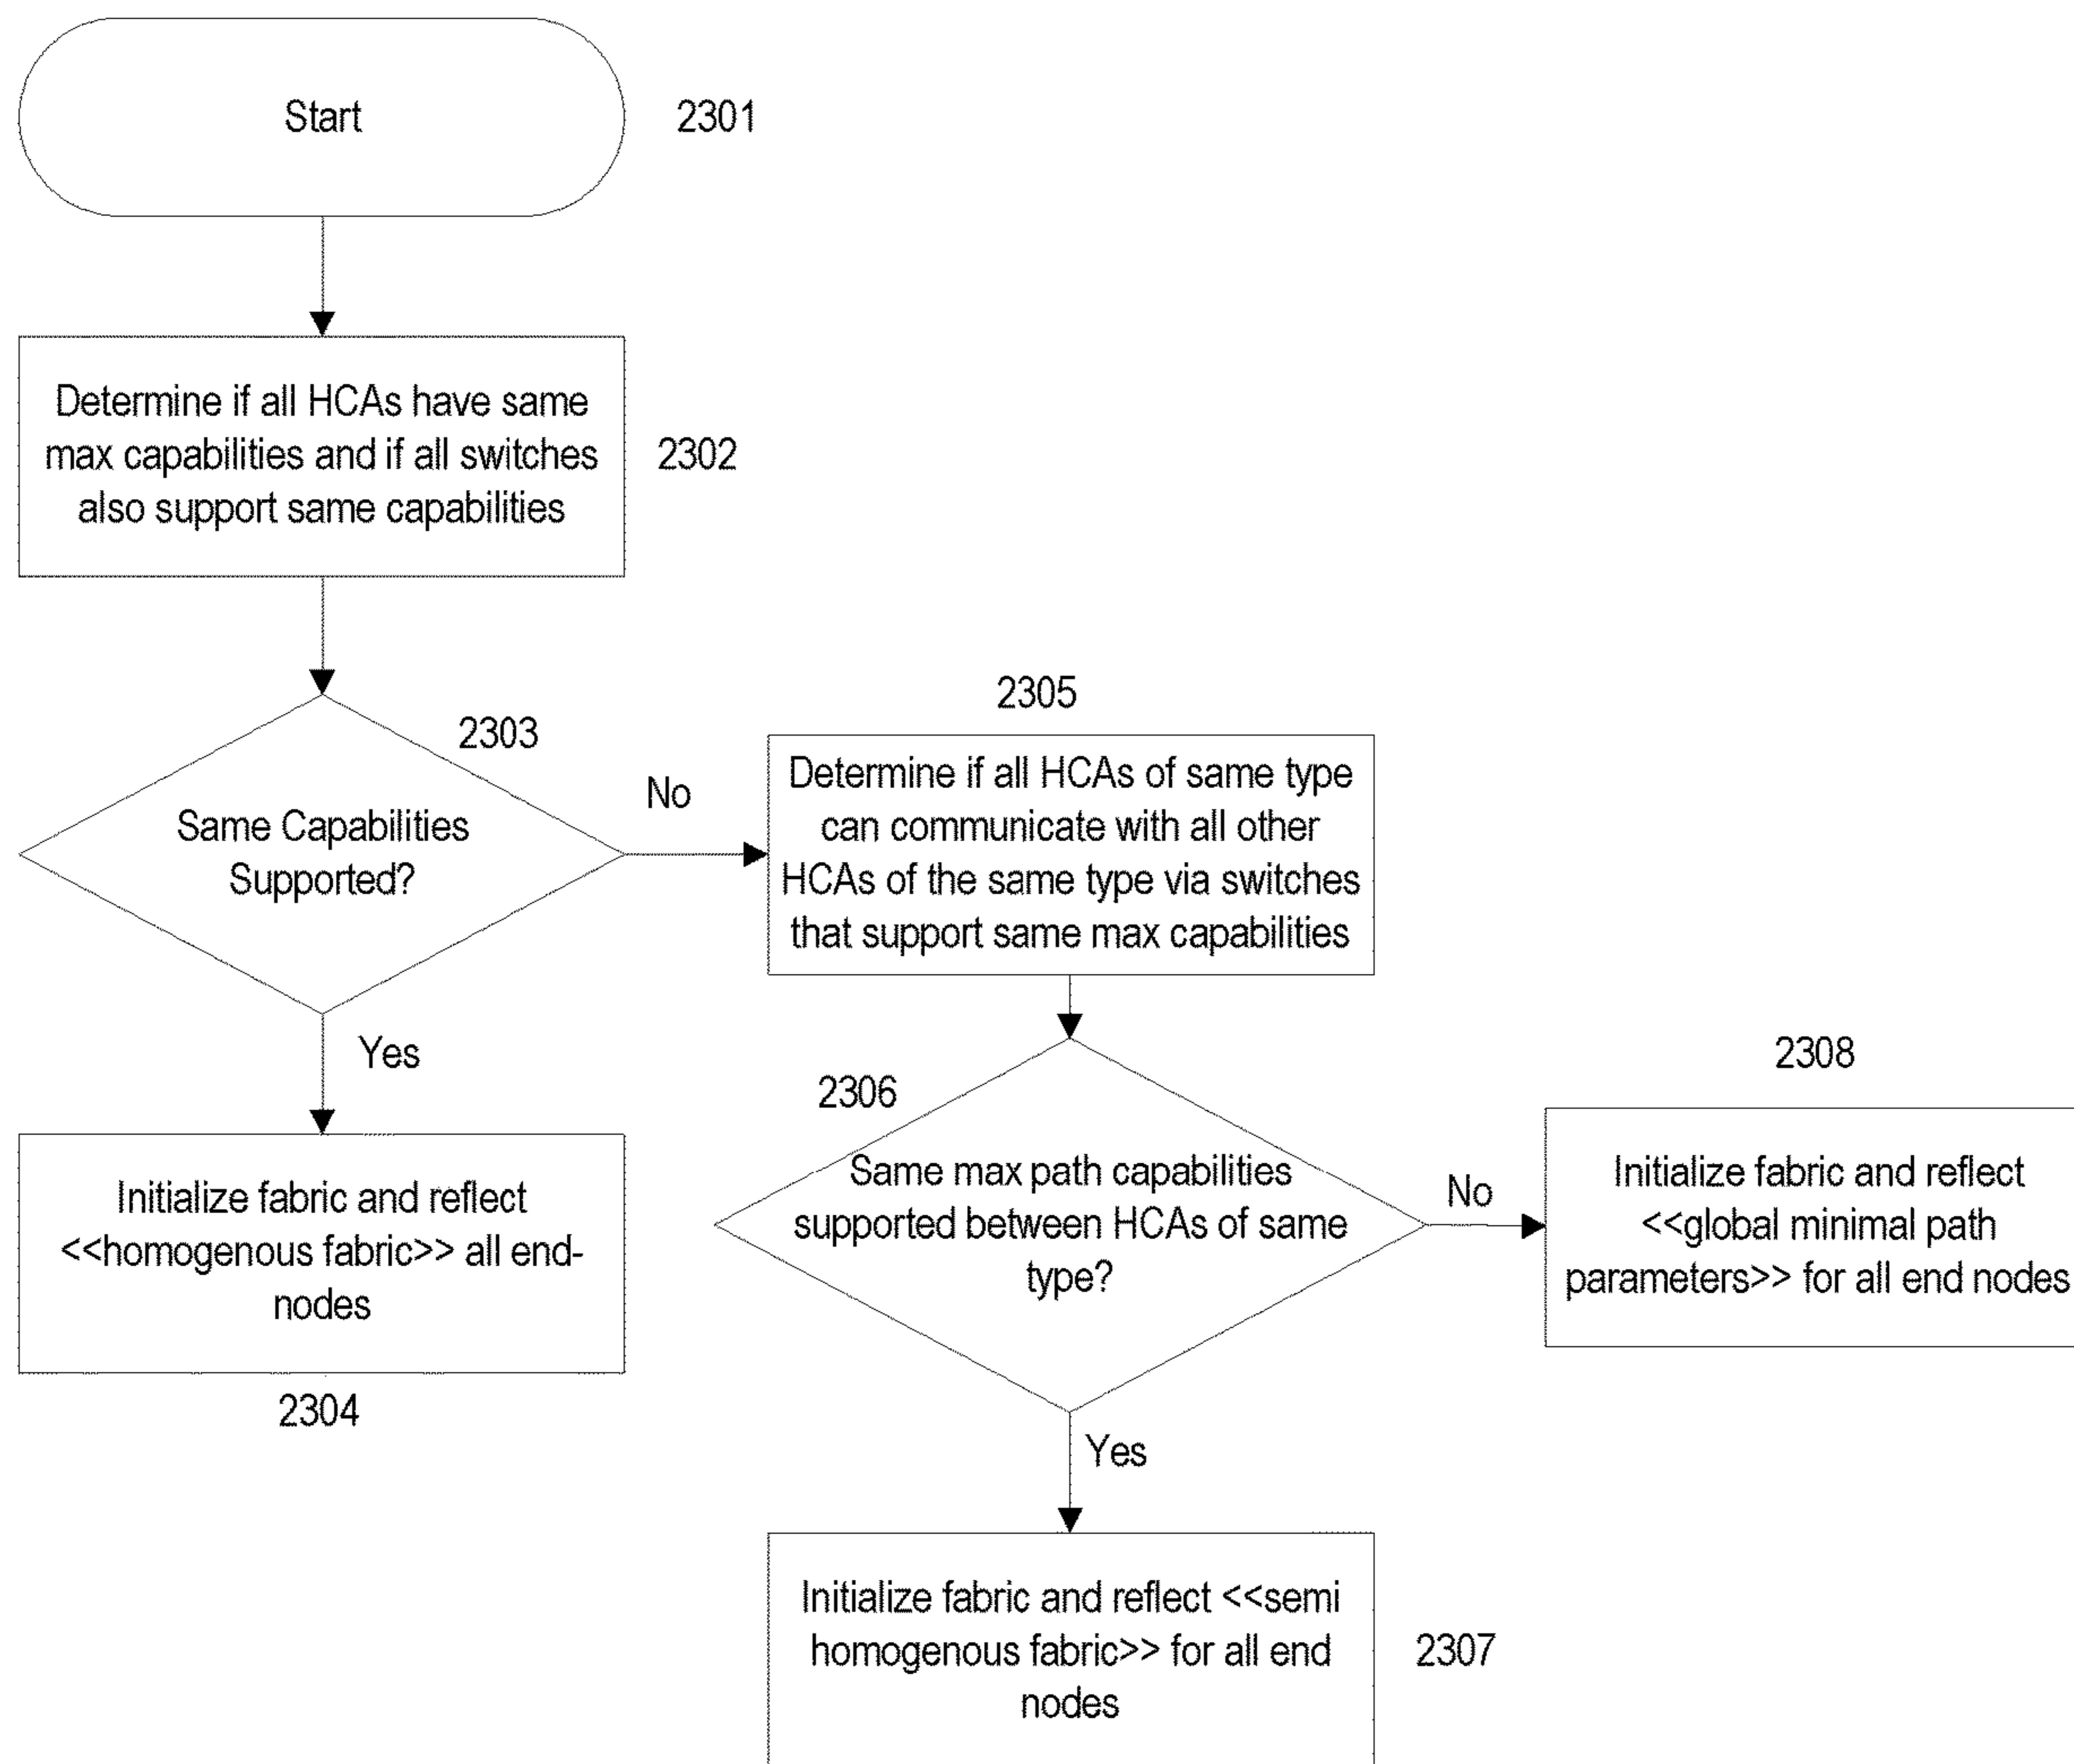 Start
2301
Determine if all HCAs have same
max capabilities and if all switches
also support same capabilities
2302
2303
Same Capabilities
Supported?
No
Yes
Initialize fabric and reflect
<<homogenous fabric>> all end-
nodes
2304
2305
Determine if all HCAs of same type
can communicate with all other
HCAs of the same type via switches
that support same max capabilities
2306
Same max path capabilities
supported between HCAs of same
type?
No
2308
Initialize fabric and reflect
<<global minimal path
parameters>> for all end nodes
Yes
Initialize fabric and reflect <<semi
homogenous fabric>> for all end
nodes
2307